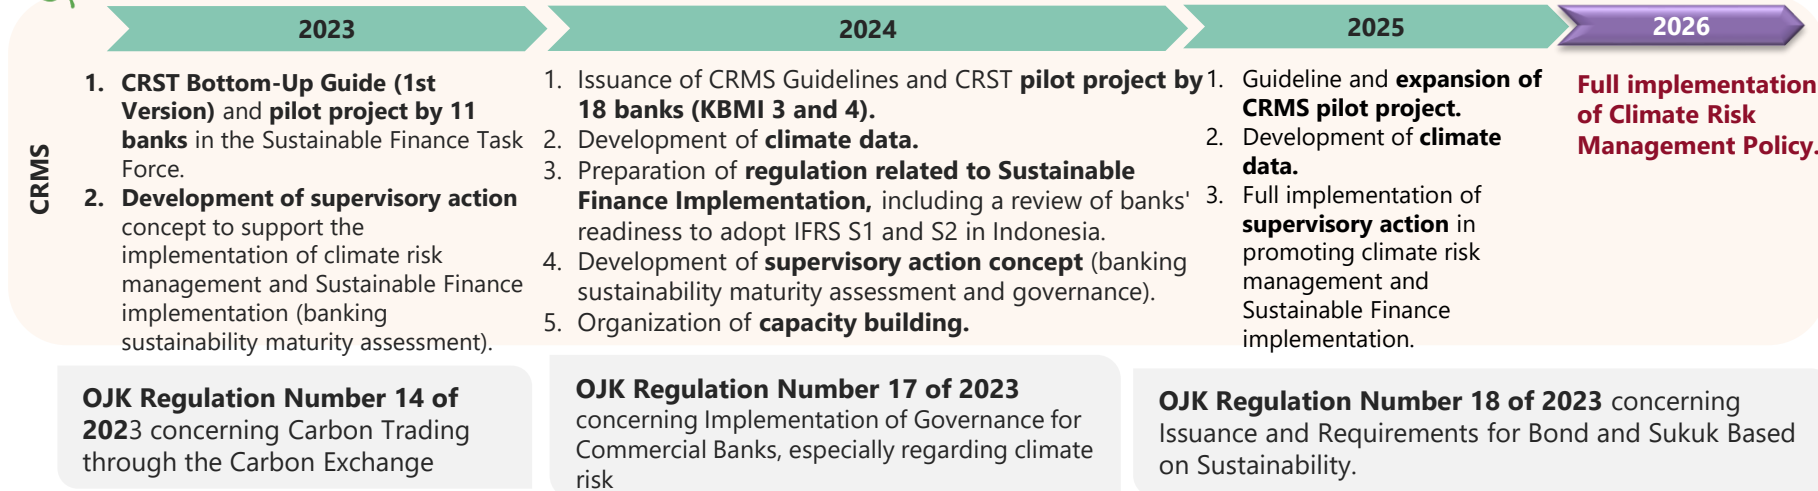 2023
2024
2025
2026
CRMS
1. CRST Bottom-Up Guide (1st
Version) and pilot project by 11
banks in the Sustainable Finance Task
Force.
2. Development of supervisory action
concept to support the
implementation of climate risk
management and Sustainable Finance
implementation (banking
sustainability maturity assessment).
1. Issuance of CRMS Guidelines and CRST pilot project by
18 banks (KBMI 3 and 4).
2. Development of climate data.
3. Preparation of regulation related to Sustainable
Finance Implementation, including a review of banks'
readiness to adopt IFRS S1 and S2 in Indonesia.
4. Development of supervisory action concept (banking
sustainability maturity assessment and governance).
5. Organization of capacity building.
1. Guideline and expansion of
CRMS pilot project.
2. Development of climate
data.
3. Full implementation of
supervisory action in
promoting climate risk
management and
Sustainable Finance
implementation.
Full implementation
of Climate Risk
Management Policy.
OJK Regulation Number 14 of
2023 concerning Carbon Trading
through the Carbon Exchange
OJK Regulation Number 17 of 2023
concerning Implementation of Governance for
Commercial Banks, especially regarding climate
risk
OJK Regulation Number 18 of 2023 concerning
Issuance and Requirements for Bond and Sukuk Based
on Sustainability.